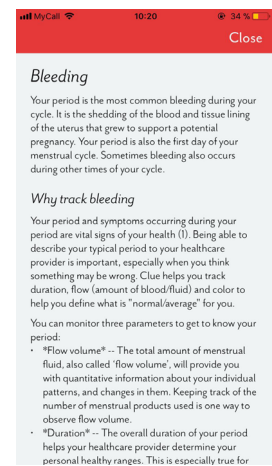 MyCall 10:20 34 %
Close
Bleeding
Your period is the most common bleeding during your
cycle. It is the shedding of the blood and tissue lining
of the uterus that grew to support a potential
pregnancy. Your period is also the first day of your
menstrual cycle. Sometimes bleeding also occurs
during other times of your cycle.
Why track bleeding
Your period and symptoms occurring during your
period are vital signs of your health (1). Being able to
describe your typical period to your healthcare
provider is important, especially when you think
something may be wrong. Clue helps you track
duration, flow (amount of blood/fluid) and color to
help you define what is "normal/average" for you.
You can monitor three parameters to get to know your
period:
• *Flow volume* -- The total amount of menstrual
fluid, also called 'flow volume', will provide you
with quantitative information about your individual
patterns, and changes in them. Keeping track of the
number of menstrual products used is one way to
observe flow volume.
• *Duration* -- The overall duration of your period
helps your healthcare provider determine your
personal healthy ranges. This is especially true for